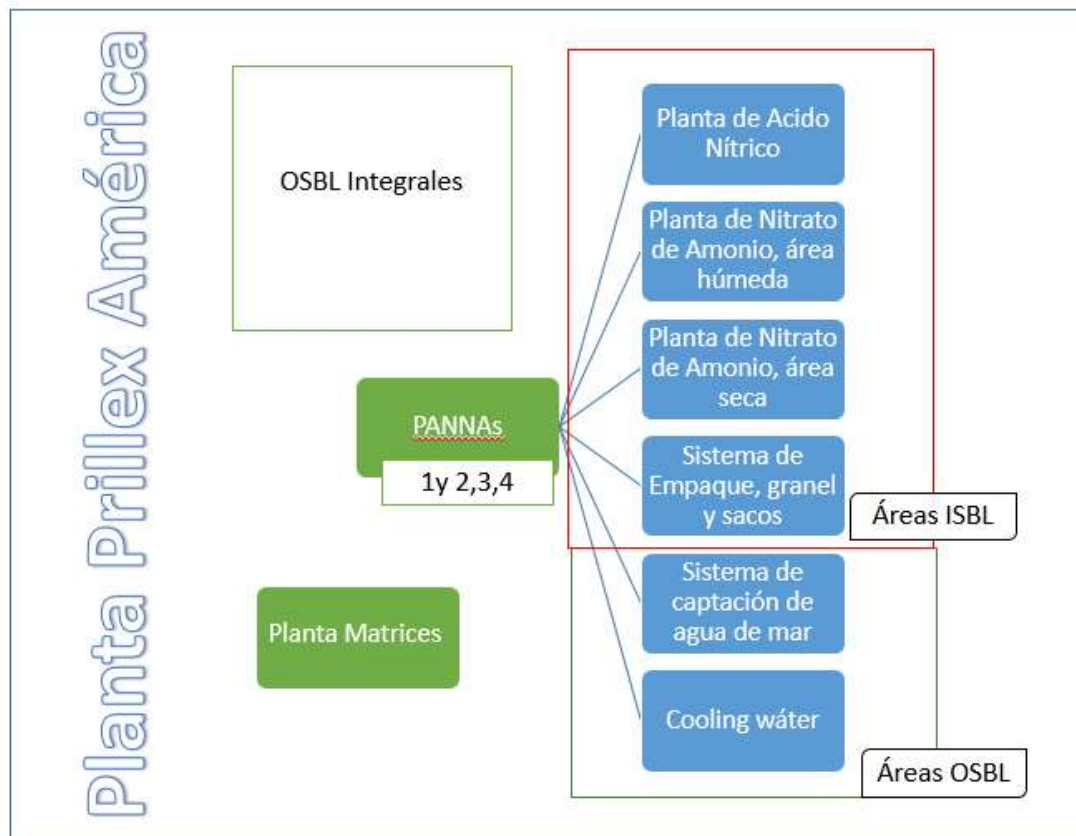 Planta Prillex América
OSBL Integrales
PANNAs
1y 2,3,4
Planta Matrices
Planta de Acido
Nítrico
Planta de Nitrato
de Amonio, área
húmeda
Planta de Nitrato
de Amonio, área
seca
Sistema de
Empaque, granel
y sacos
Áreas ISBL
Sistema de
captación de
agua de mar
Cooling wáter
Áreas OSBL